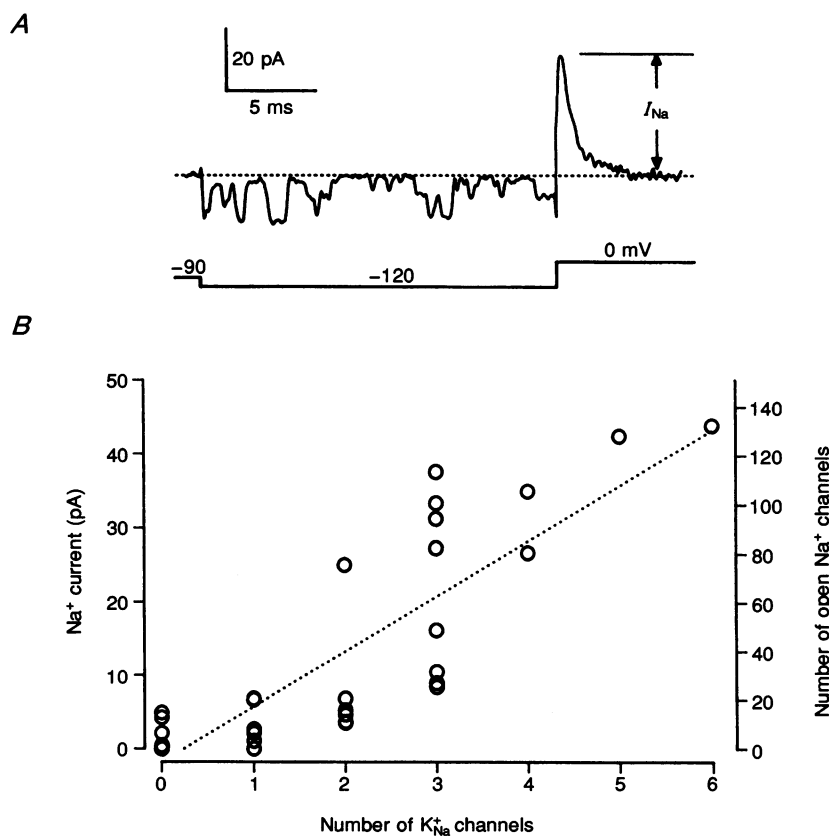 A
20 pA
5 ms
I_Na
−90
−120
0 mV
B
Na⁺ current (pA)
50
40
30
20
10
0
140
120
100
80
60
40
20
0
Number of open Na⁺ channels
0 1 2 3 4 5 6
Number of K⁺_Na channels